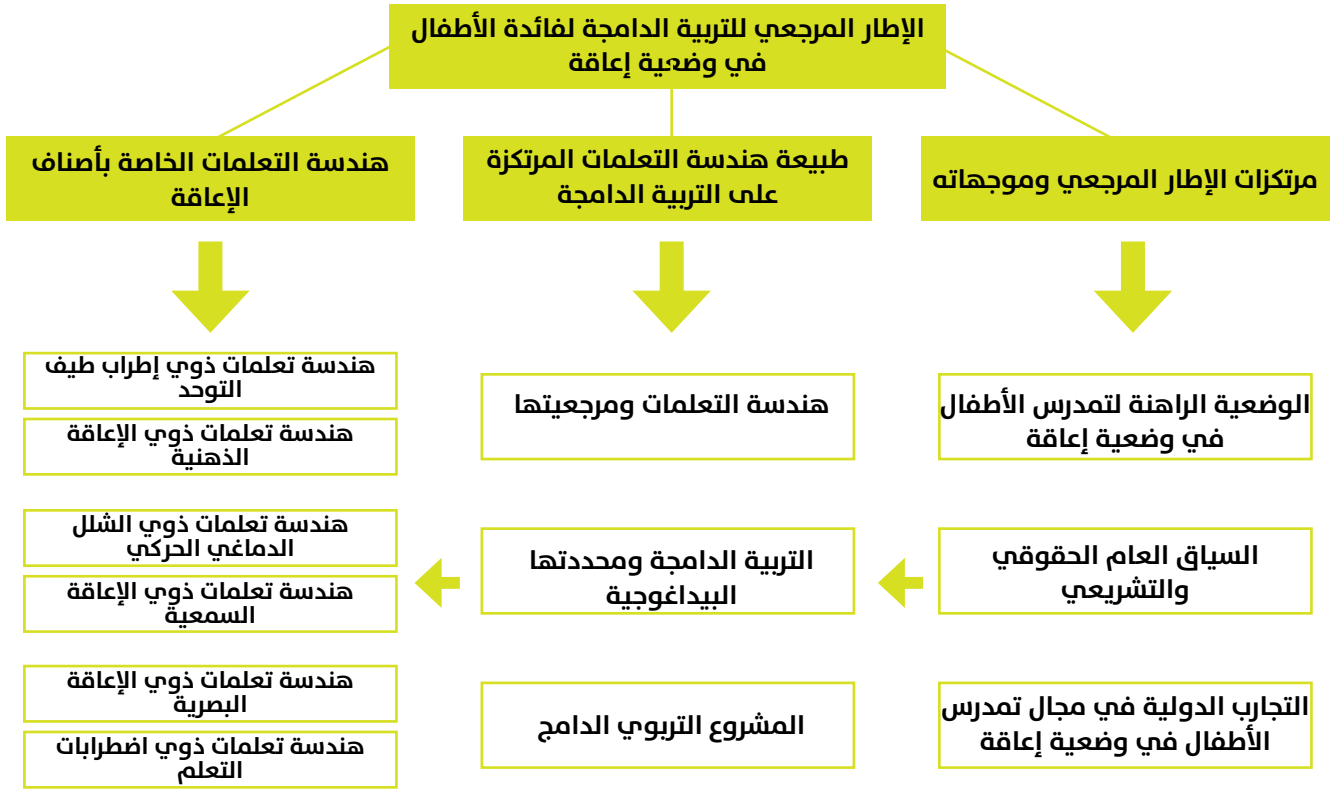 الإطار المرجعي للتربية الدامجة لفائدة الأطفال
في وضعية إعاقة
مرتكزات الإطار المرجعي وموجهاته
طبيعة هندسة التعلمات المرتكزة
على التربية الدامجة
هندسة التعلمات الخاصة بأصناف
الإعاقة
الوضعية الراهنة لتمدرس الأطفال
في وضعية إعاقة
السياق العام الحقوقي
والتشريعي
التجارب الدولية في مجال تمدرس
الأطفال في وضعية إعاقة
هندسة التعلمات ومرجعيتها
التربية الدامجة ومحددتها
البيداغوجية
المشروع التربوي الدامج
هندسة تعلمات ذوي إطراب طيف
التوحد
هندسة تعلمات ذوي الإعاقة
الذهنية
هندسة تعلمات ذوي الشلل
الدماغي الحركي
هندسة تعلمات ذوي الإعاقة
السمعية
هندسة تعلمات ذوي الإعاقة
البصرية
هندسة تعلمات ذوي اضطرابات
التعلم